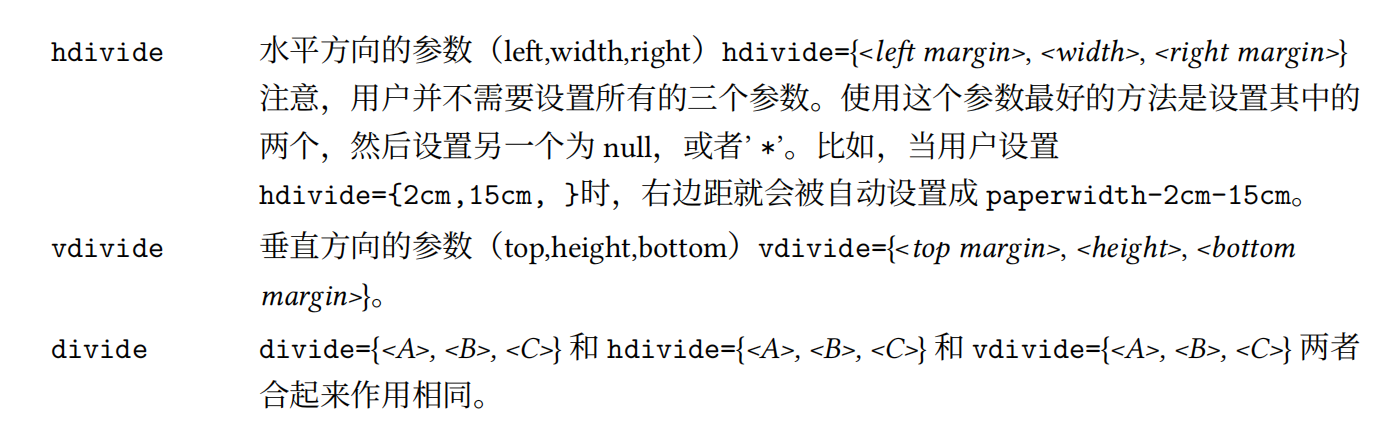 hdivide 水平方向的参数（left,width,right）hdivide={<left margin>, <width>, <right margin>}
注意，用户并不需要设置所有的三个参数。使用这个参数最好的方法是设置其中的
两个，然后设置另一个为 null，或者’ *’。比如，当用户设置
hdivide={2cm,15cm, }时，右边距就会被自动设置成 paperwidth-2cm-15cm。
vdivide 垂直方向的参数（top,height,bottom）vdivide={<top margin>, <height>, <bottom
margin>}。
divide divide={<A>, <B>, <C>} 和 hdivide={<A>, <B>, <C>} 和 vdivide={<A>, <B>, <C>} 两者
合起来作用相同。